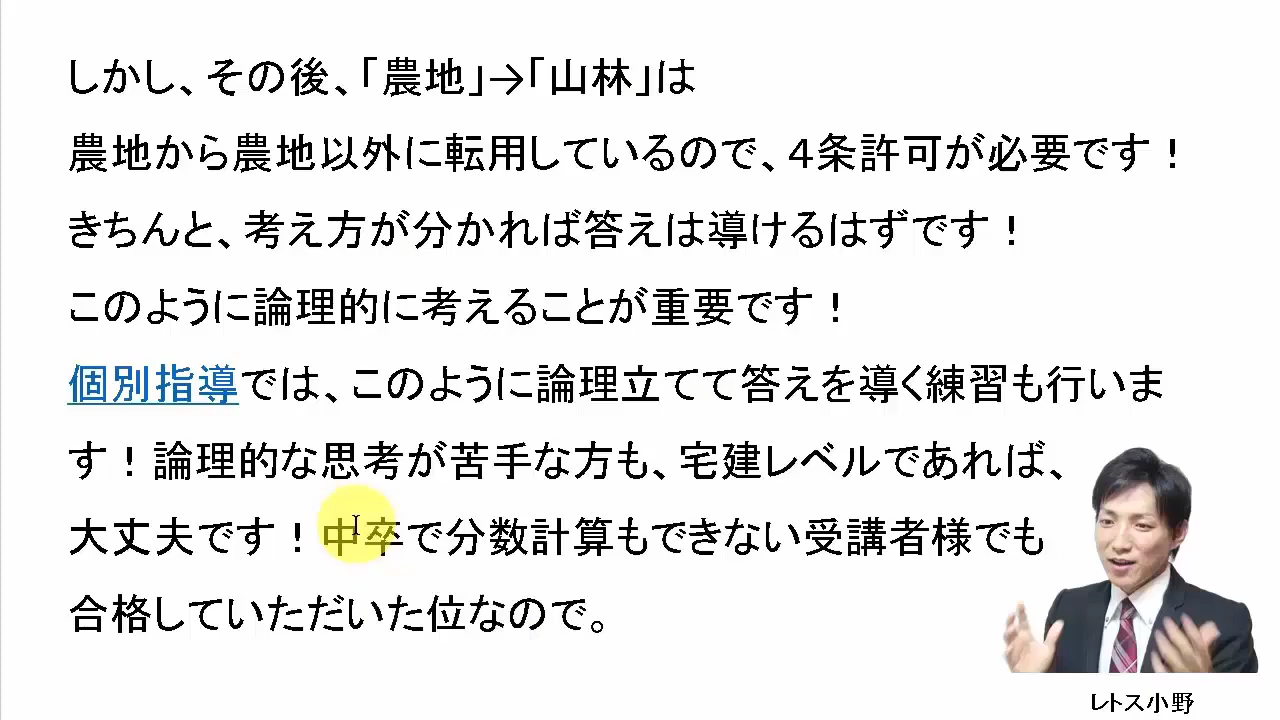 しかし、その後、「農地」→「山林」は
農地から農地以外に転用しているので、４条許可が必要です！
きちんと、考え方が分かれば答えは導けるはずです！
このように論理的に考えることが重要です！
個別指導では、このように論理立てて答えを導く練習も行いま
す！論理的な思考が苦手な方も、宅建レベルであれば、
大丈夫です！中卒で分数計算もできない受講者様でも
合格していただいた位なので。
レトス小野